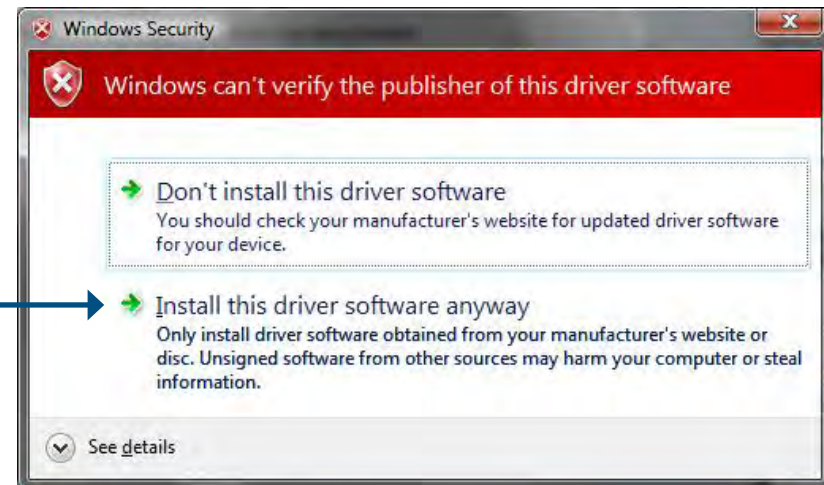 Windows Security
Windows can't verify the publisher of this driver software
Don't install this driver software
You should check your manufacturer's website for updated driver software
for your device.
Install this driver software anyway
Only install driver software obtained from your manufacturer's website or
disc. Unsigned software from other sources may harm your computer or steal
information.
See details